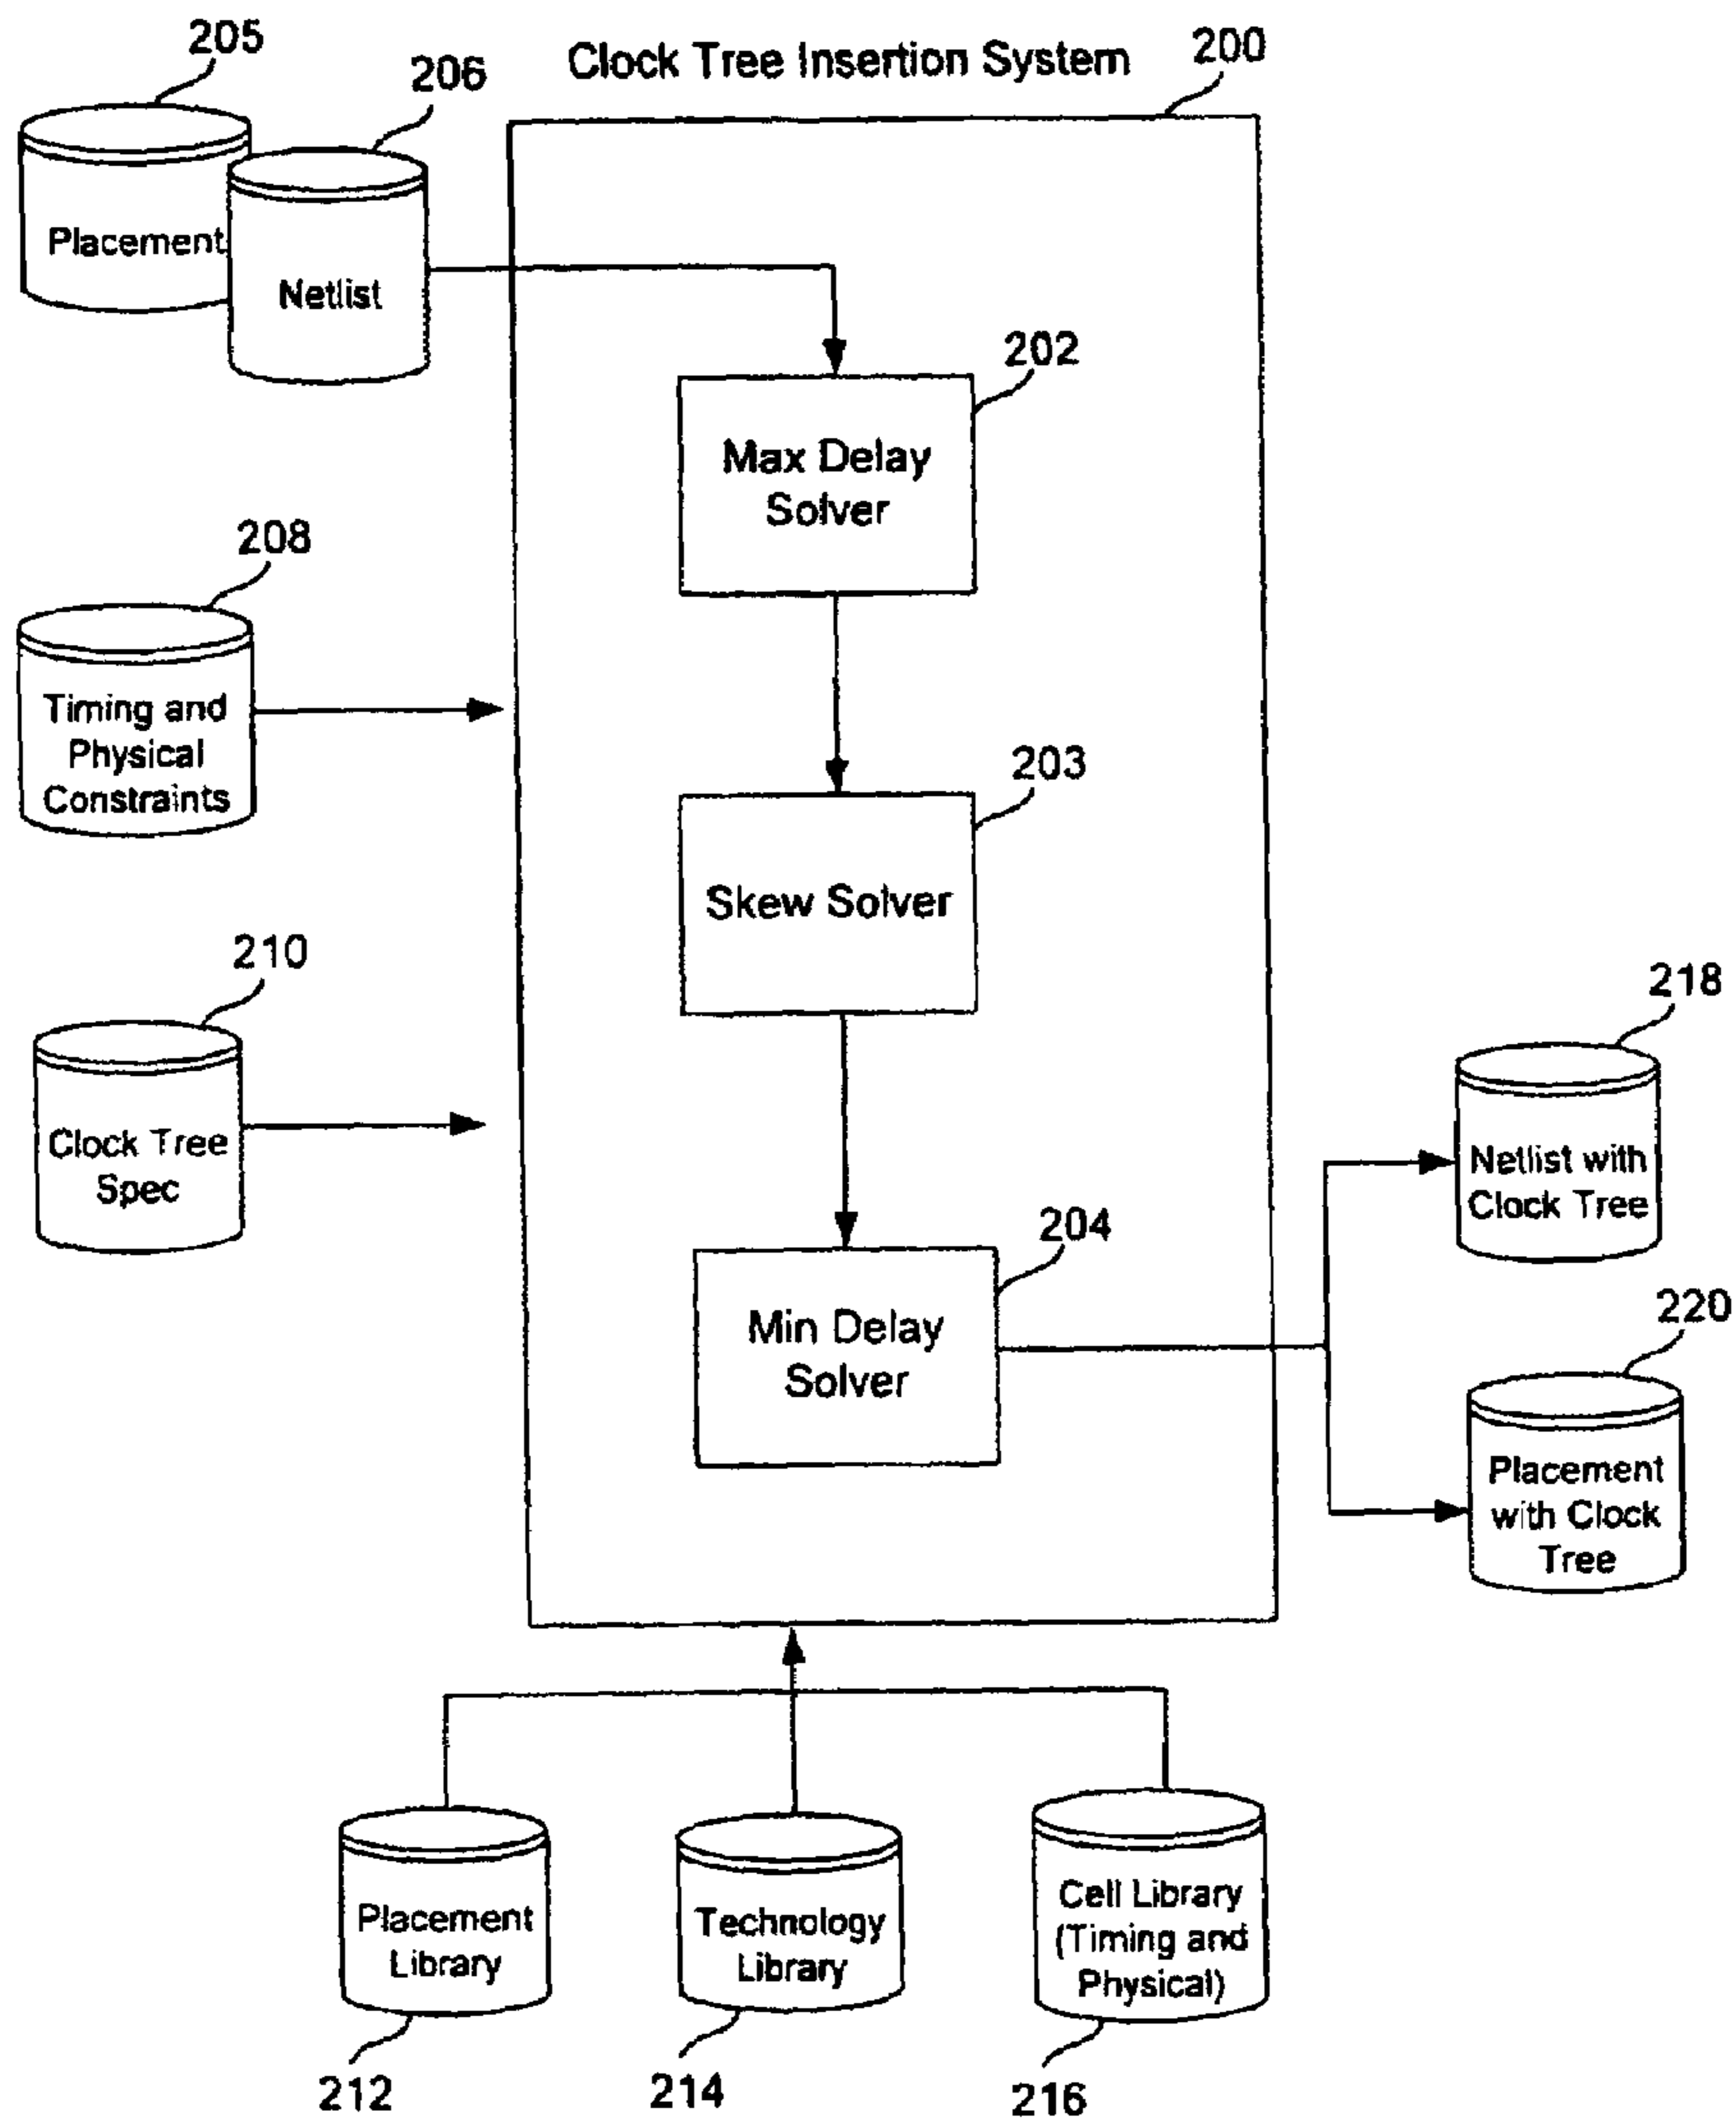 205
206
Clock Tree Insertion System
200
Placement
Netlist
202
Max Delay
Solver
208
Timing and
Physical
Constraints
203
Skew Solver
210
Clock Tree
Spec
218
Netlist with
Clock Tree
204
Min Delay
Solver
220
Placement
with Clock
Tree
Placement
Library
Technology
Library
Cell Library
(Timing and
Physical)
212
214
216